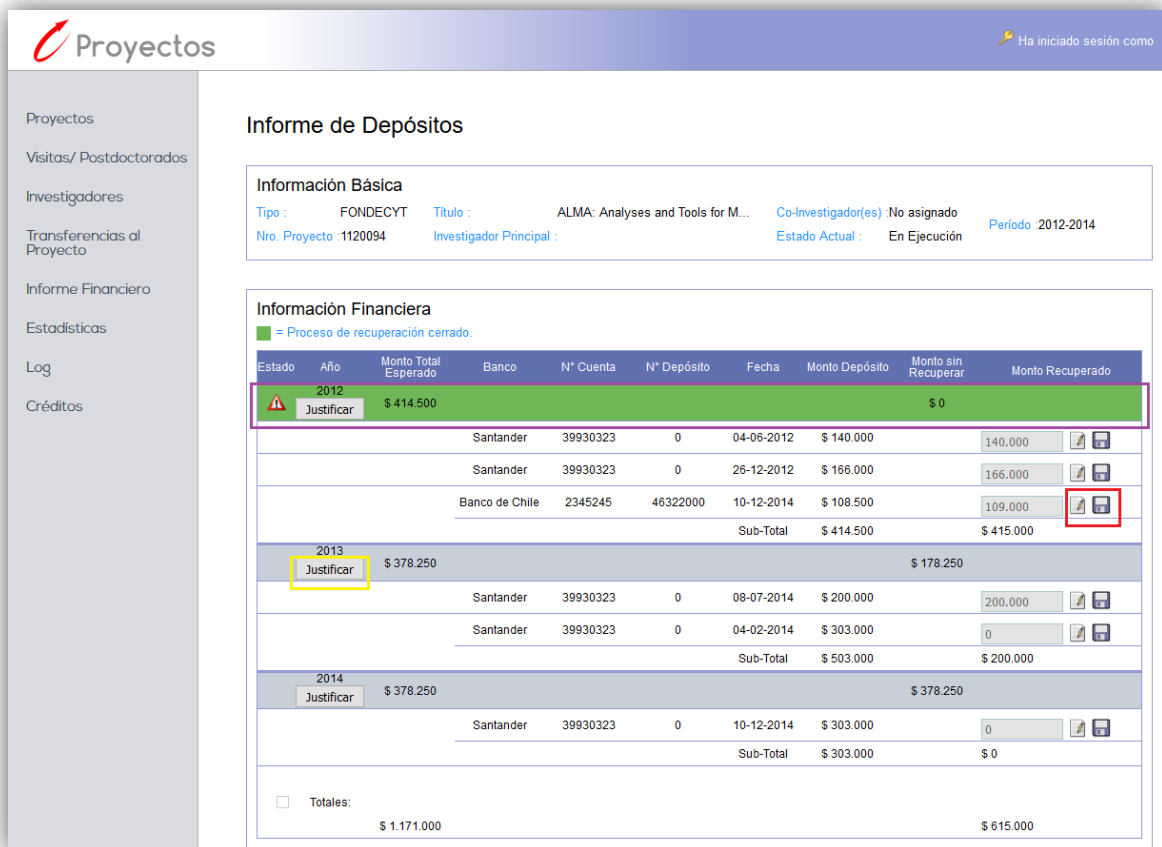 Proyectos
Ha iniciado sesión como
Proyectos
Visitas/ Postdoctorados
Investigadores
Transferencias al
Proyecto
Informe Financiero
Estadísticas
Log
Créditos
Informe de Depósitos
Información Básica
Tipo : FONDECYT Título : ALMA: Analyses and Tools for M... Co-Investigador(es) :No asignado Período :2012-2014
Nro. Proyecto :1120094 Investigador Principal : Estado Actual : En Ejecución
Información Financiera
= Proceso de recuperación cerrado.
Estado Año Monto Total Esperado Banco N° Cuenta N° Depósito Fecha Monto Depósito Monto sin Recuperar Monto Recuperado
2012
Justificar $ 414.500 $ 0
Santander 39930323 0 04-06-2012 $ 140.000 140.000
Santander 39930323 0 26-12-2012 $ 166.000 166.000
Banco de Chile 2345245 46322000 10-12-2014 $ 108.500 109.000
Sub-Total $ 414.500 $ 415.000
2013
Justificar $ 378.250 $ 178.250
Santander 39930323 0 08-07-2014 $ 200.000 200.000
Santander 39930323 0 04-02-2014 $ 303.000 0
Sub-Total $ 503.000 $ 200.000
2014
Justificar $ 378.250 $ 378.250
Santander 39930323 0 10-12-2014 $ 303.000 0
Sub-Total $ 303.000 $ 0
Totales:
$ 1.171.000 $ 615.000